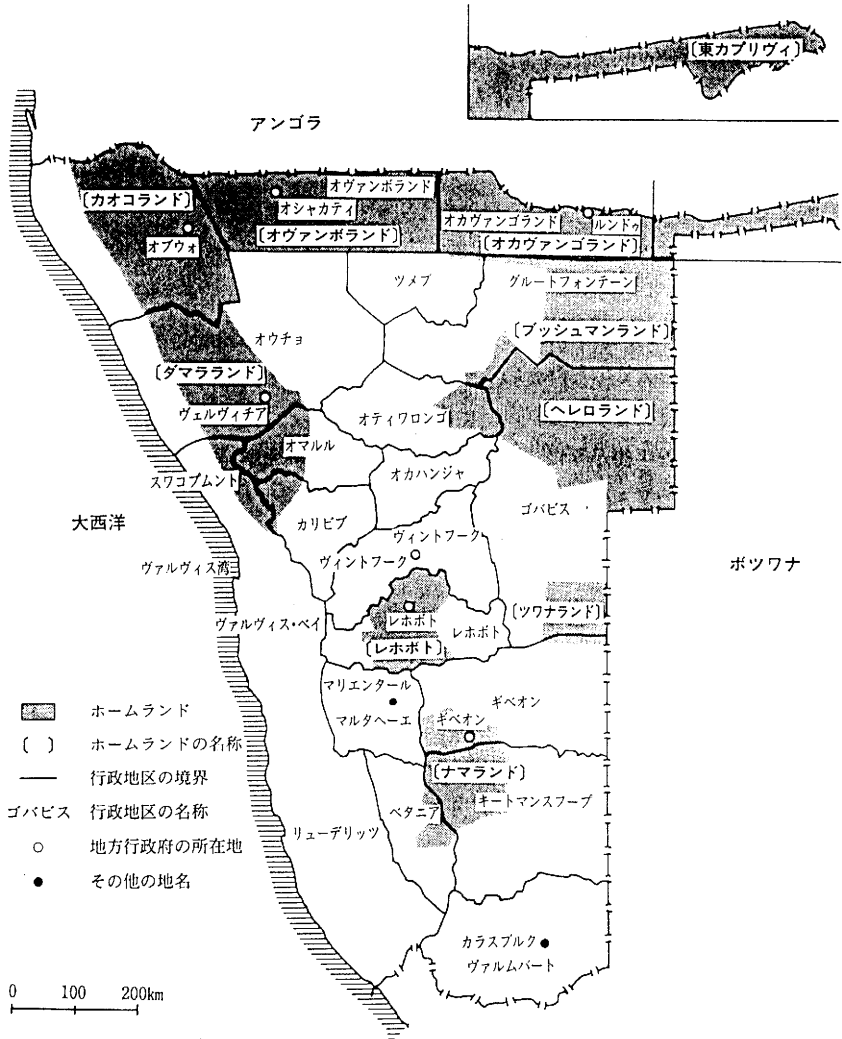 〔東カプリヴィ〕
アンゴラ
〔カオコランド〕
オヴァンボランド
オシャカティ
オカヴァンゴランド
ルンドゥ
オプウォ
〔オヴァンボランド〕
〔オカヴァンゴランド〕
ツメブ
グルートフォンテーン
オウチョ
〔ブッシュマンランド〕
〔ダマラランド〕
ヴェルヴィチア
オティワロンゴ
〔ヘレロランド〕
オマルル
スワコプムント
オカハンジャ
大西洋
カリビブ
ゴバビス
ヴィントフーク
ヴィントフーク
ヴァルヴィス湾
ボツワナ
ヴァルヴィス・ベイ
レホボト
レホボト
〔ツワナランド〕
〔レホボト〕
マリエンタール
マルタヘーエ
ギベオン
ギベオン
〔ナマランド〕
キートマンスフープ
ベタニア
リューデリッツ
カラスブルク
ヴァルムバート
ホームランド
〔 〕 ホームランドの名称
行政地区の境界
ゴバビス 行政地区の名称
○ 地方行政府の所在地
● その他の地名
0 100 200km